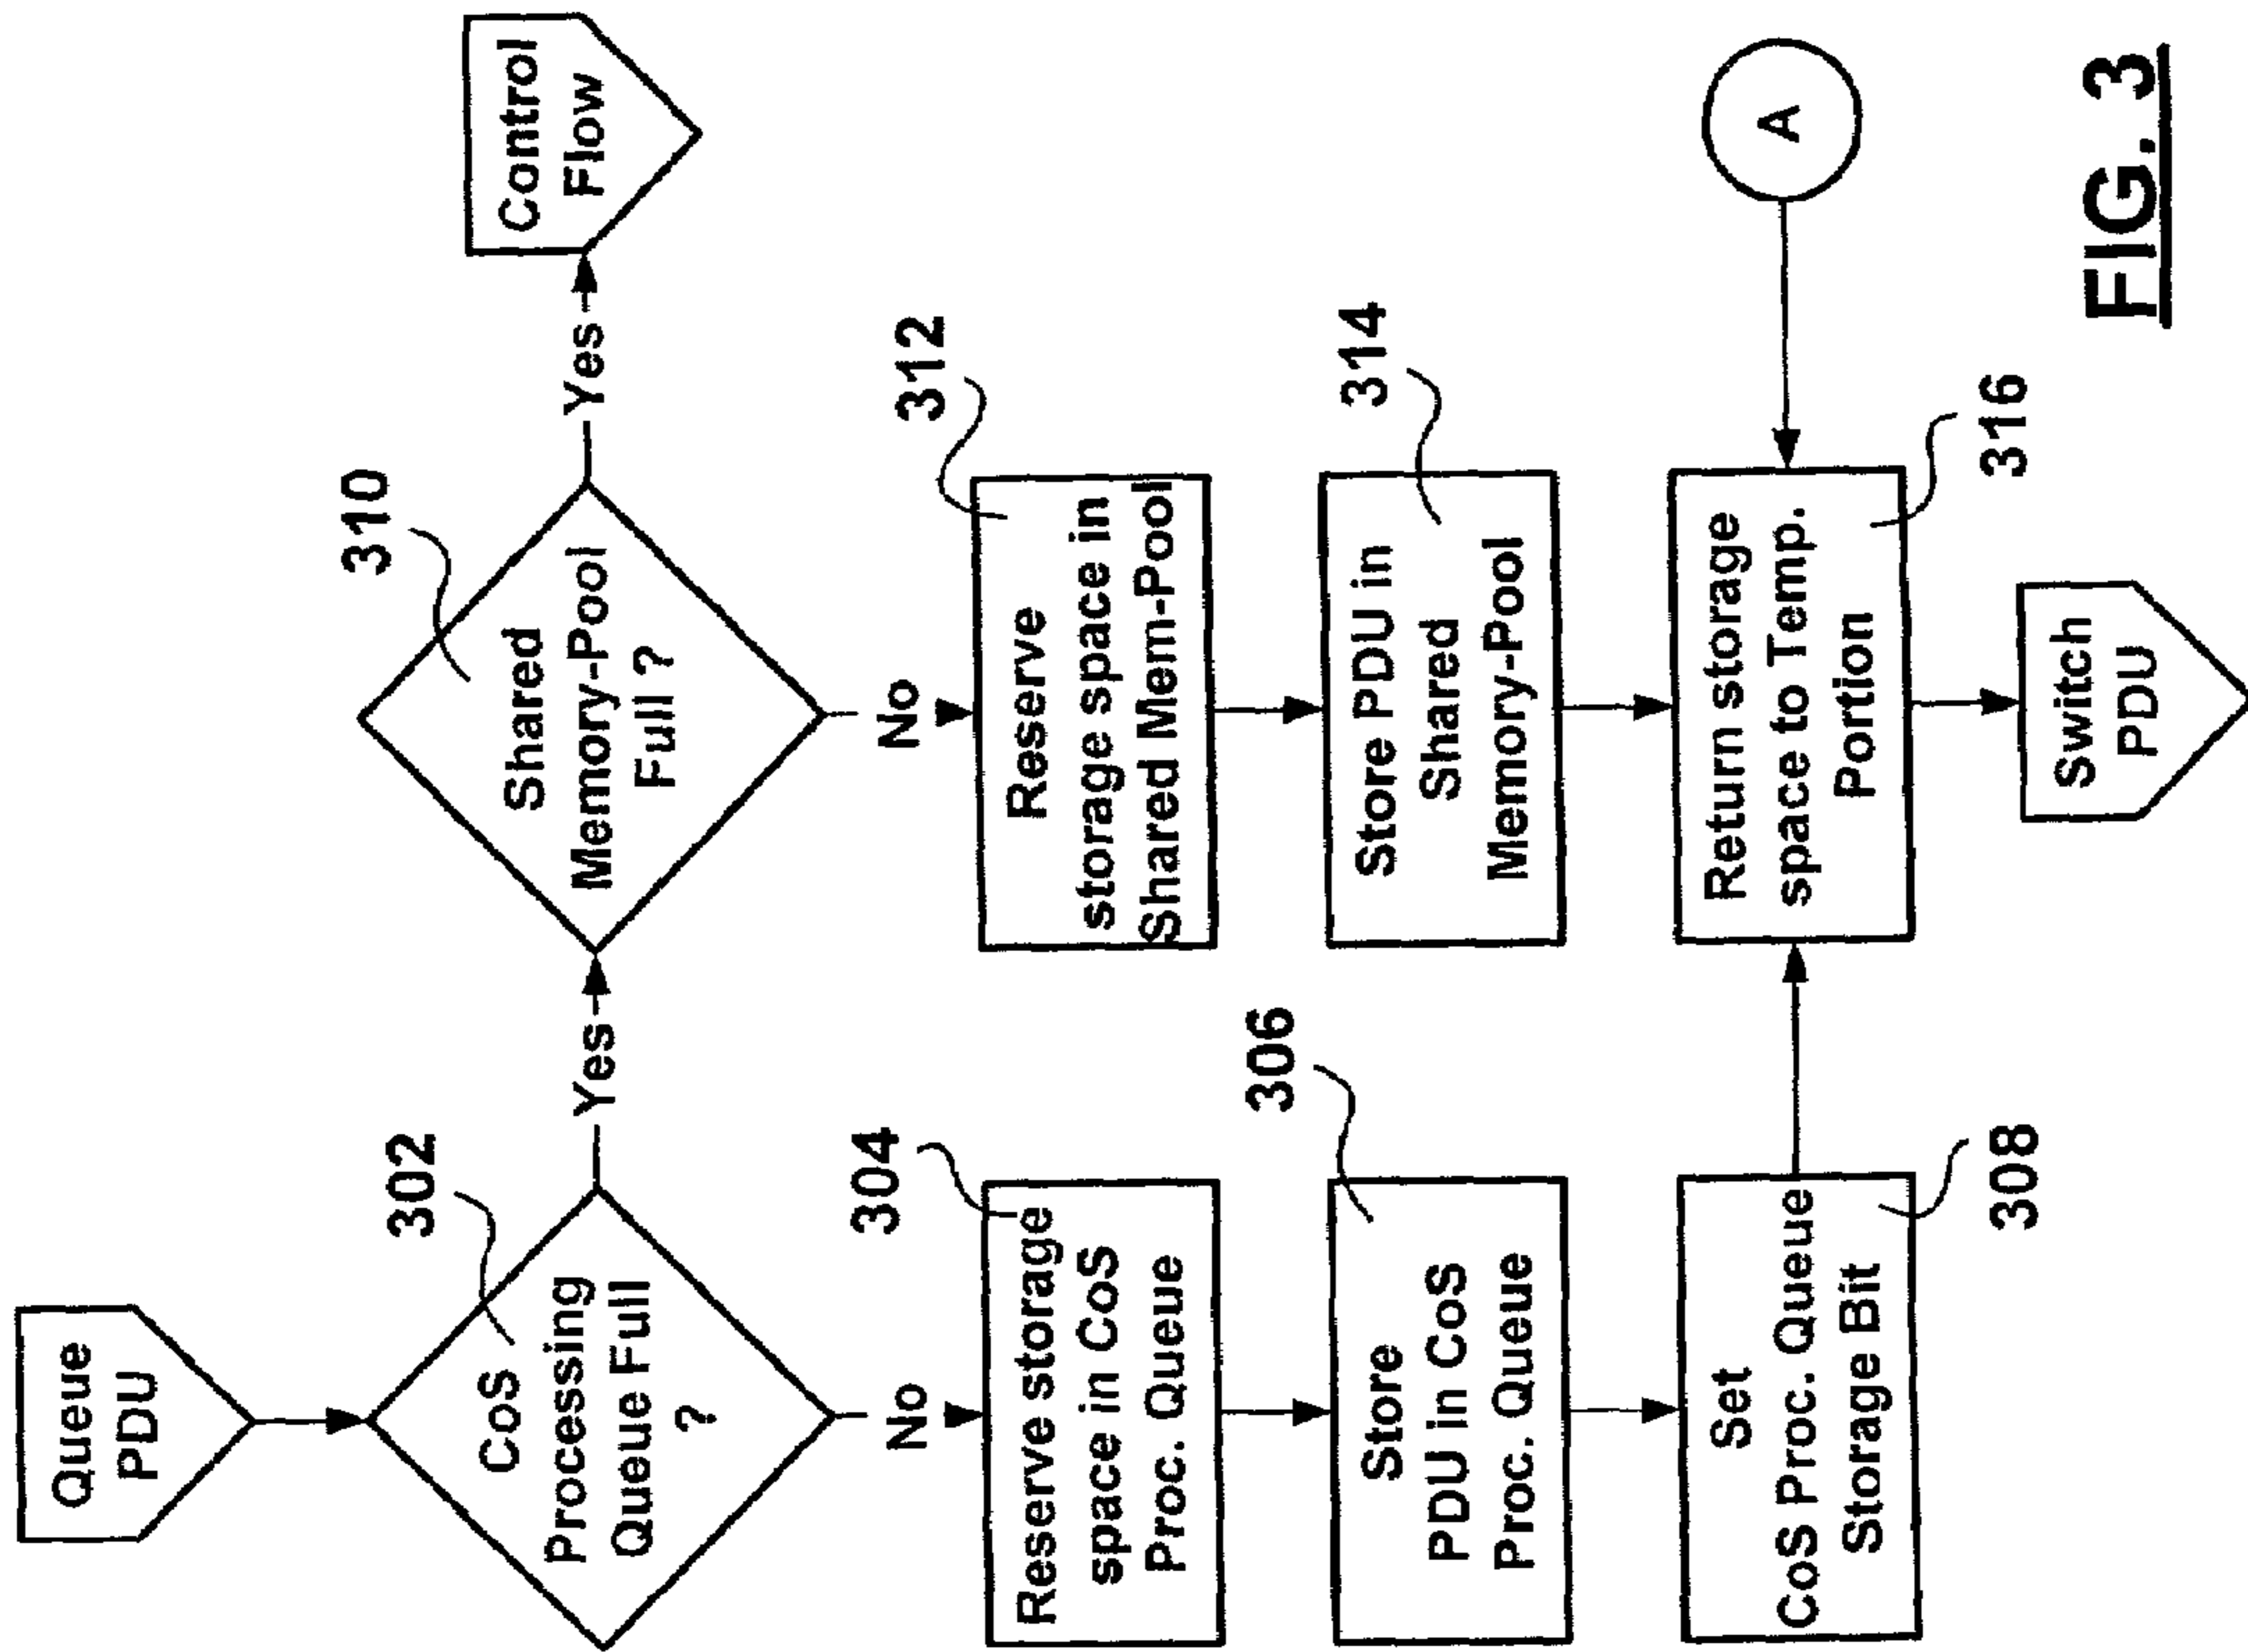 Queue
PDU
302
CoS
Processing
Queue Full
?
Yes
310
Shared
Memory-Pool
Full ?
Yes
Control
Flow
No
304
Reserve storage
space in CoS
Proc. Queue
306
Store
PDU in CoS
Proc. Queue
Set
CoS Proc. Queue
Storage Bit
308
No
312
Reserve
storage space in
Shared Mem-Pool
314
Store PDU in
Shared
Memory-Pool
Return storage
space to Temp.
Portion
316
A
Switch
PDU
FIG. 3